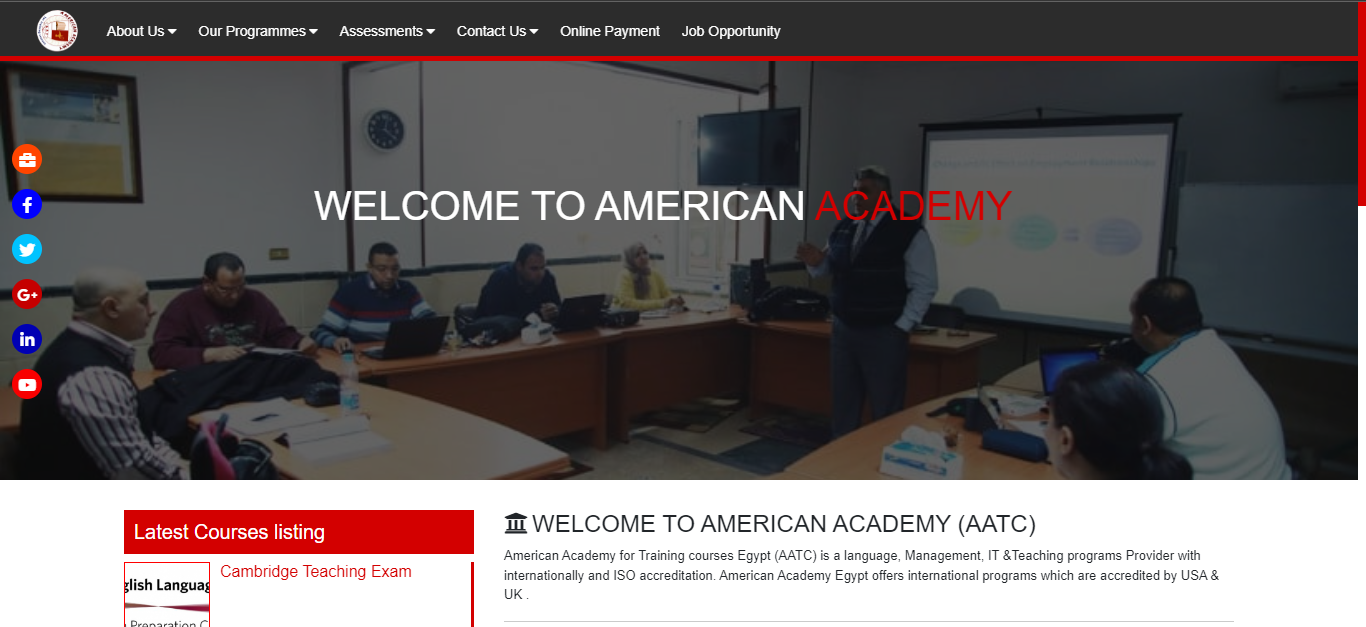 About Us
Our Programmes
Assessments
Contact Us
Online Payment
Job Opportunity
WELCOME TO AMERICAN ACADEMY
Latest Courses listing
Cambridge Teaching Exam
glish Languag
Preparation C
WELCOME TO AMERICAN ACADEMY (AATC)
American Academy for Training courses Egypt (AATC) is a language, Management, IT &Teaching programs Provider with
internationally and ISO accreditation. American Academy Egypt offers international programs which are accredited by USA &
UK .